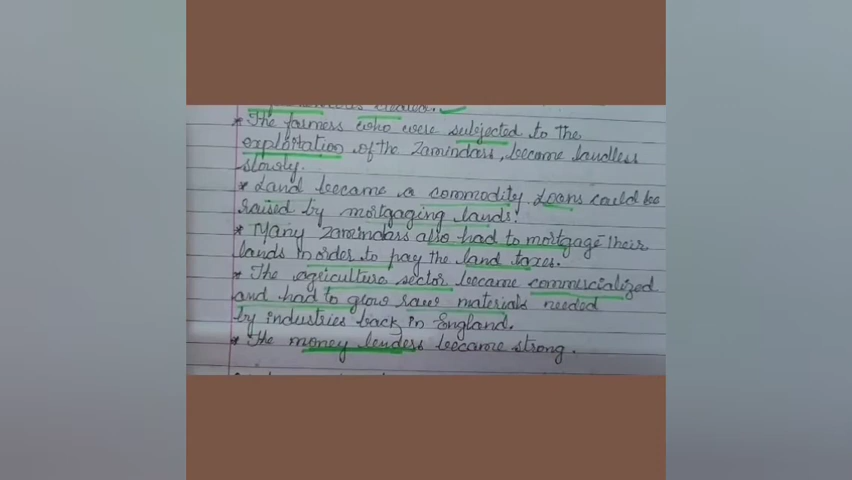 created.
* The farmers who were subjected to the
exploitation of the Zamindars, became landless
slowly.
* Land became a commodity. Loans could be
raised by mortgaging lands.
* Many Zamindars also had to mortgage their
lands in order to pay the land taxes.
* The agriculture sector became commercialized
and had to grow raw materials needed
by industries back in England.
* The money lenders became strong.